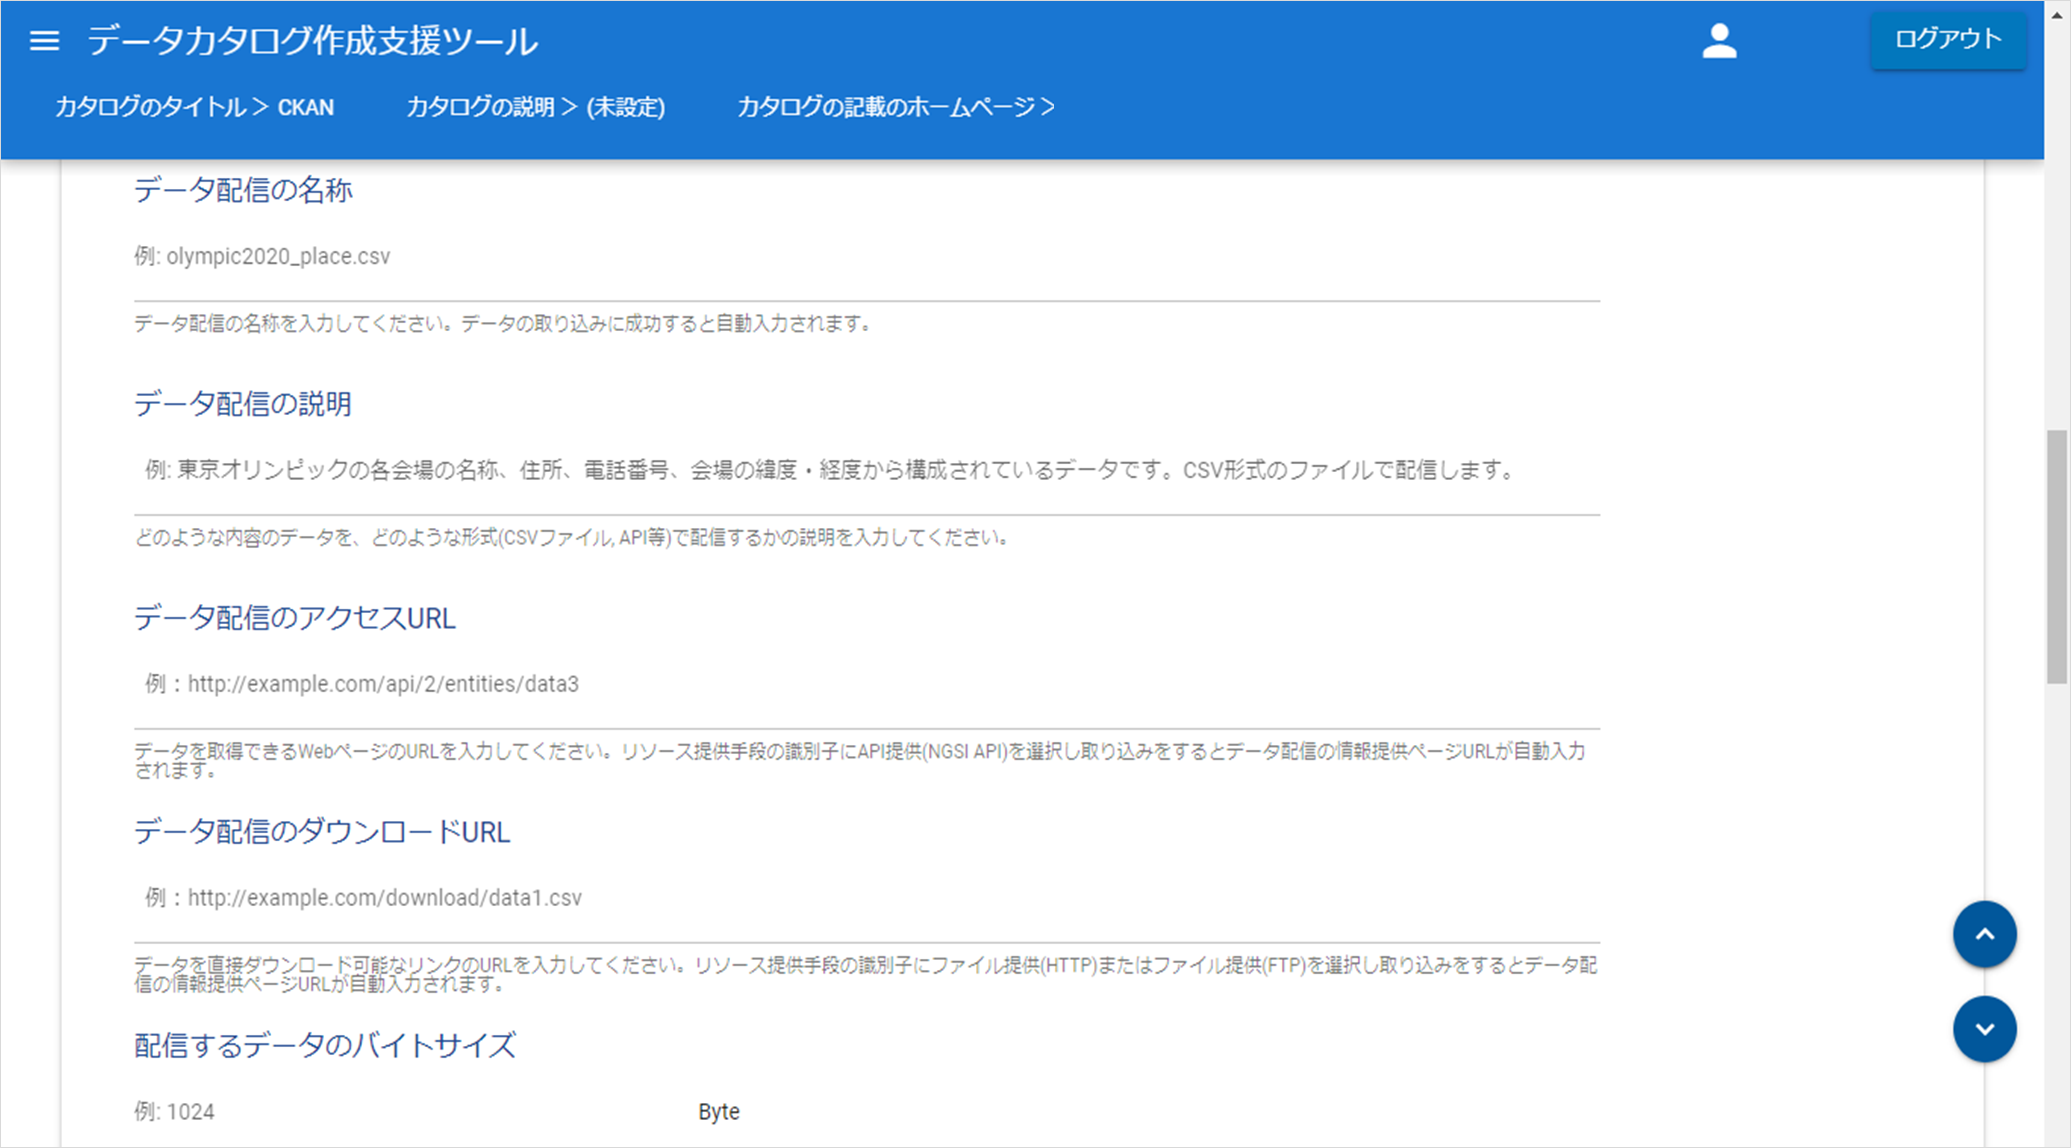 データカタログ作成支援ツール
ログアウト
カタログのタイトル > CKAN カタログの説明 > (未設定) カタログの記載のホームページ >
データ配信の名称
例: olympic2020_place.csv
データ配信の名称を入力してください。データの取り込みに成功すると自動入力されます。
データ配信の説明
例: 東京オリンピックの各会場の名称、住所、電話番号、会場の緯度・経度から構成されているデータです。CSV形式のファイルで配信します。
どのような内容のデータを、どのような形式(CSVファイル, API等)で配信するかの説明を入力してください。
データ配信のアクセスURL
例：http://example.com/api/2/entities/data3
データを取得できるWebページのURLを入力してください。リソース提供手段の識別子にAPI提供(NGSI API)を選択し取り込みをするとデータ配信の情報提供ページURLが自動入力
されます。
データ配信のダウンロードURL
例：http://example.com/download/data1.csv
データを直接ダウンロード可能なリンクのURLを入力してください。リソース提供手段の識別子にファイル提供(HTTP)またはファイル提供(FTP)を選択し取り込みをするとデータ配
信の情報提供ページURLが自動入力されます。
配信するデータのバイトサイズ
例: 1024 Byte